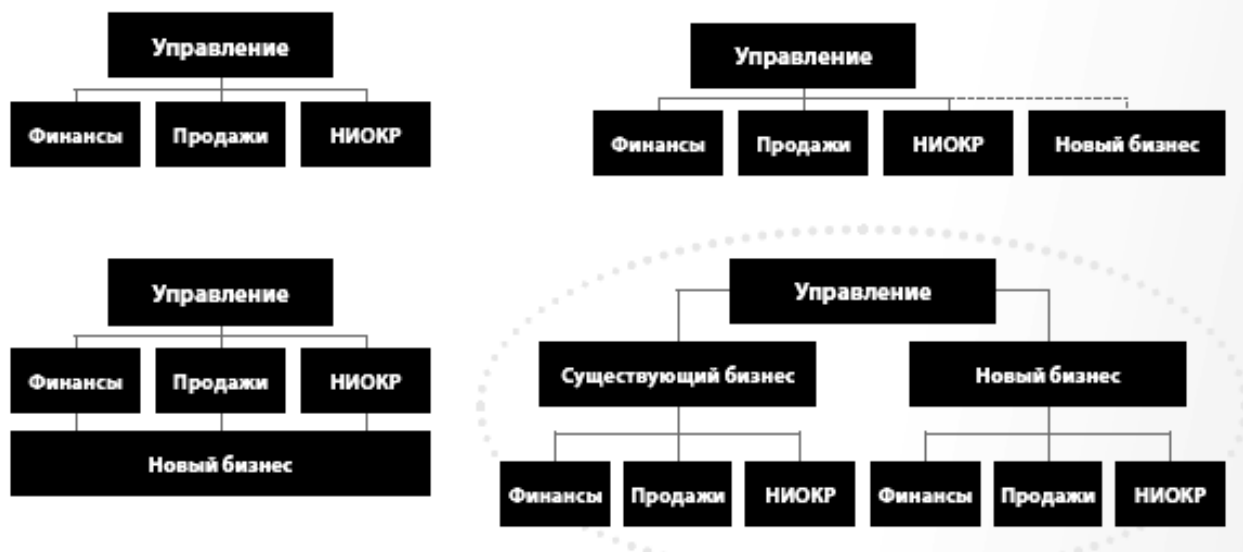 Управление
Финансы
Продажи
НИОКР
Управление
Финансы
Продажи
НИОКР
Новый бизнес
Управление
Финансы
Продажи
НИОКР
Новый бизнес
Управление
Существующий бизнес
Новый бизнес
Финансы
Продажи
НИОКР
Финансы
Продажи
НИОКР